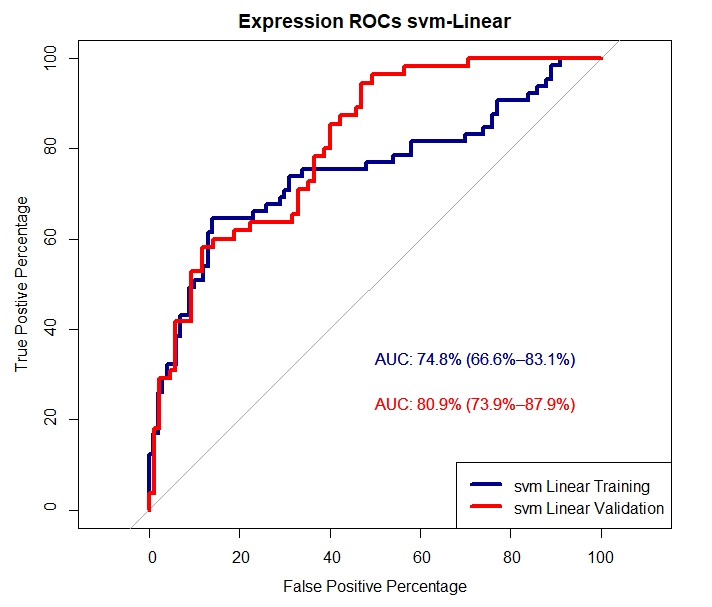 Expression ROCs svm-Linear
True Postive Percentage
100
80
60
40
20
0
AUC: 74.8% (66.6%–83.1%)
AUC: 80.9% (73.9%–87.9%)
svm Linear Training
svm Linear Validation
0 20 40 60 80 100
False Positive Percentage